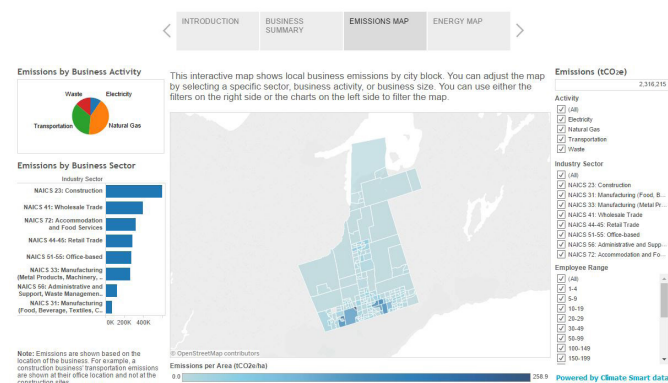 INTRODUCTION
BUSINESS
SUMMARY
EMISSIONS MAP
ENERGY MAP
Emissions by Business Activity
Waste
Electricity
Transportation
Natural Gas
Emissions by Business Sector
Industry Sector
NAICS 23: Construction
NAICS 41: Wholesale Trade
NAICS 72: Accommodation
and Food Services
NAICS 44-45: Retail Trade
NAICS 51-55: Office-based
NAICS 33: Manufacturing
(Metal Products, Machinery, ..
NAICS 56: Administrative and
Support, Waste Managemen..
NAICS 31: Manufacturing
(Food, Beverage, Textiles, C..
0K 200K 400K
Note: Emissions are shown based on the
location of the business. For example, a
construction business' transportation emissions
are shown at their office location and not at the
construction sites.
This interactive map shows local business emissions by city block. You can adjust the map
by selecting a specific sector, business activity, or business size. You can use either the
filters on the right side or the charts on the left side to filter the map.
© OpenStreetMap contributors
Emissions per Area (tCO2e/ha)
0.0
258.9
Emissions (tCO2e)
2,316,215
Activity
(All)
Electricity
Natural Gas
Transportation
Waste
Industry Sector
(All)
NAICS 23: Construction
NAICS 31: Manufacturing (Food, B...
NAICS 33: Manufacturing (Metal Pr...
NAICS 41: Wholesale Trade
NAICS 44-45: Retail Trade
NAICS 51-55: Office-based
NAICS 56: Administrative and Supp...
NAICS 72: Accommodation and Fo...
Employee Range
(All)
1-4
5-9
10-19
20-29
30-49
50-99
100-149
150-199
Powered by Climate Smart data